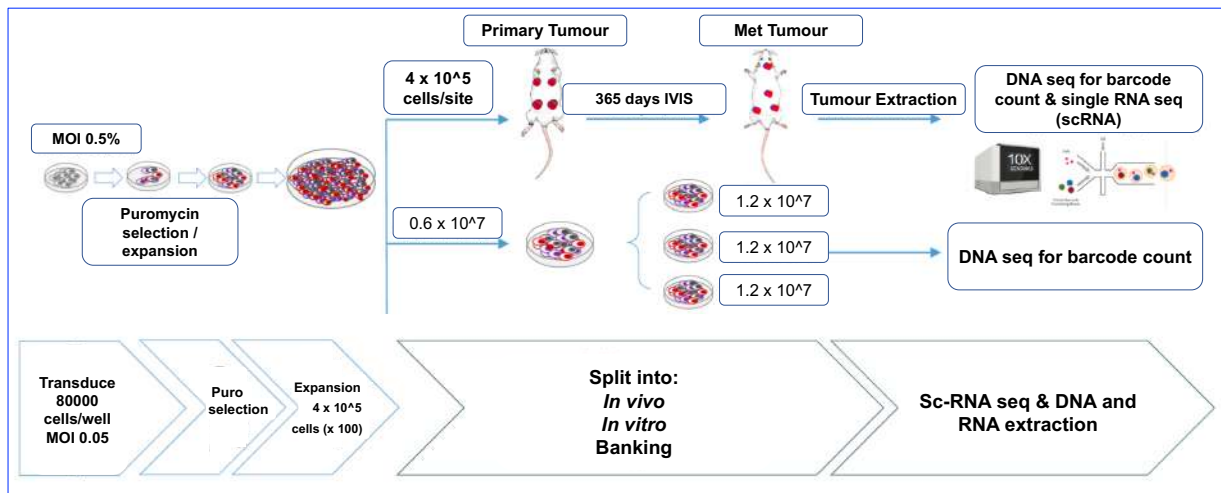 Primary Tumour
Met Tumour
4 x 10^5
cells/site
365 days IVIS
Tumour Extraction
DNA seq for barcode
count & single RNA seq
(scRNA)
MOI 0.5%
10X
Puromycin
selection /
expansion
0.6 x 10^7
1.2 x 10^7
1.2 x 10^7
1.2 x 10^7
DNA seq for barcode count
Transduce
80000
cells/well
MOI 0.05
Puro
selection
Expansion
4 x 10^5
cells (x 100)
Split into:
In vivo
In vitro
Banking
Sc-RNA seq & DNA and
RNA extraction